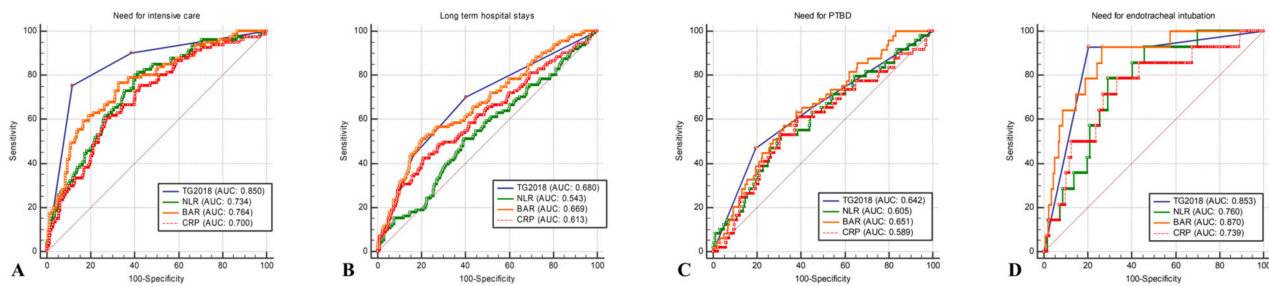 Need for intensive care
100
80
60
40
20
0
Sensitivity
TG2018 (AUC: 0.850)
NLR (AUC: 0.734)
BAR (AUC: 0.764)
CRP (AUC: 0.700)
0 20 40 60 80 100
100-Specificity
A
Long term hospital stays
100
80
60
40
20
0
Sensitivity
TG2018 (AUC: 0.680)
NLR (AUC: 0.543)
BAR (AUC: 0.669)
CRP (AUC: 0.613)
0 20 40 60 80 100
100-Specificity
B
Need for PTBD
100
80
60
40
20
0
Sensitivity
TG2018 (AUC: 0.642)
NLR (AUC: 0.605)
BAR (AUC: 0.651)
CRP (AUC: 0.589)
0 20 40 60 80 100
100-Specificity
C
Need for endotracheal intubation
100
80
60
40
20
0
Sensitivity
TG2018 (AUC: 0.853)
NLR (AUC: 0.760)
BAR (AUC: 0.870)
CRP (AUC: 0.739)
0 20 40 60 80 100
100-Specificity
D